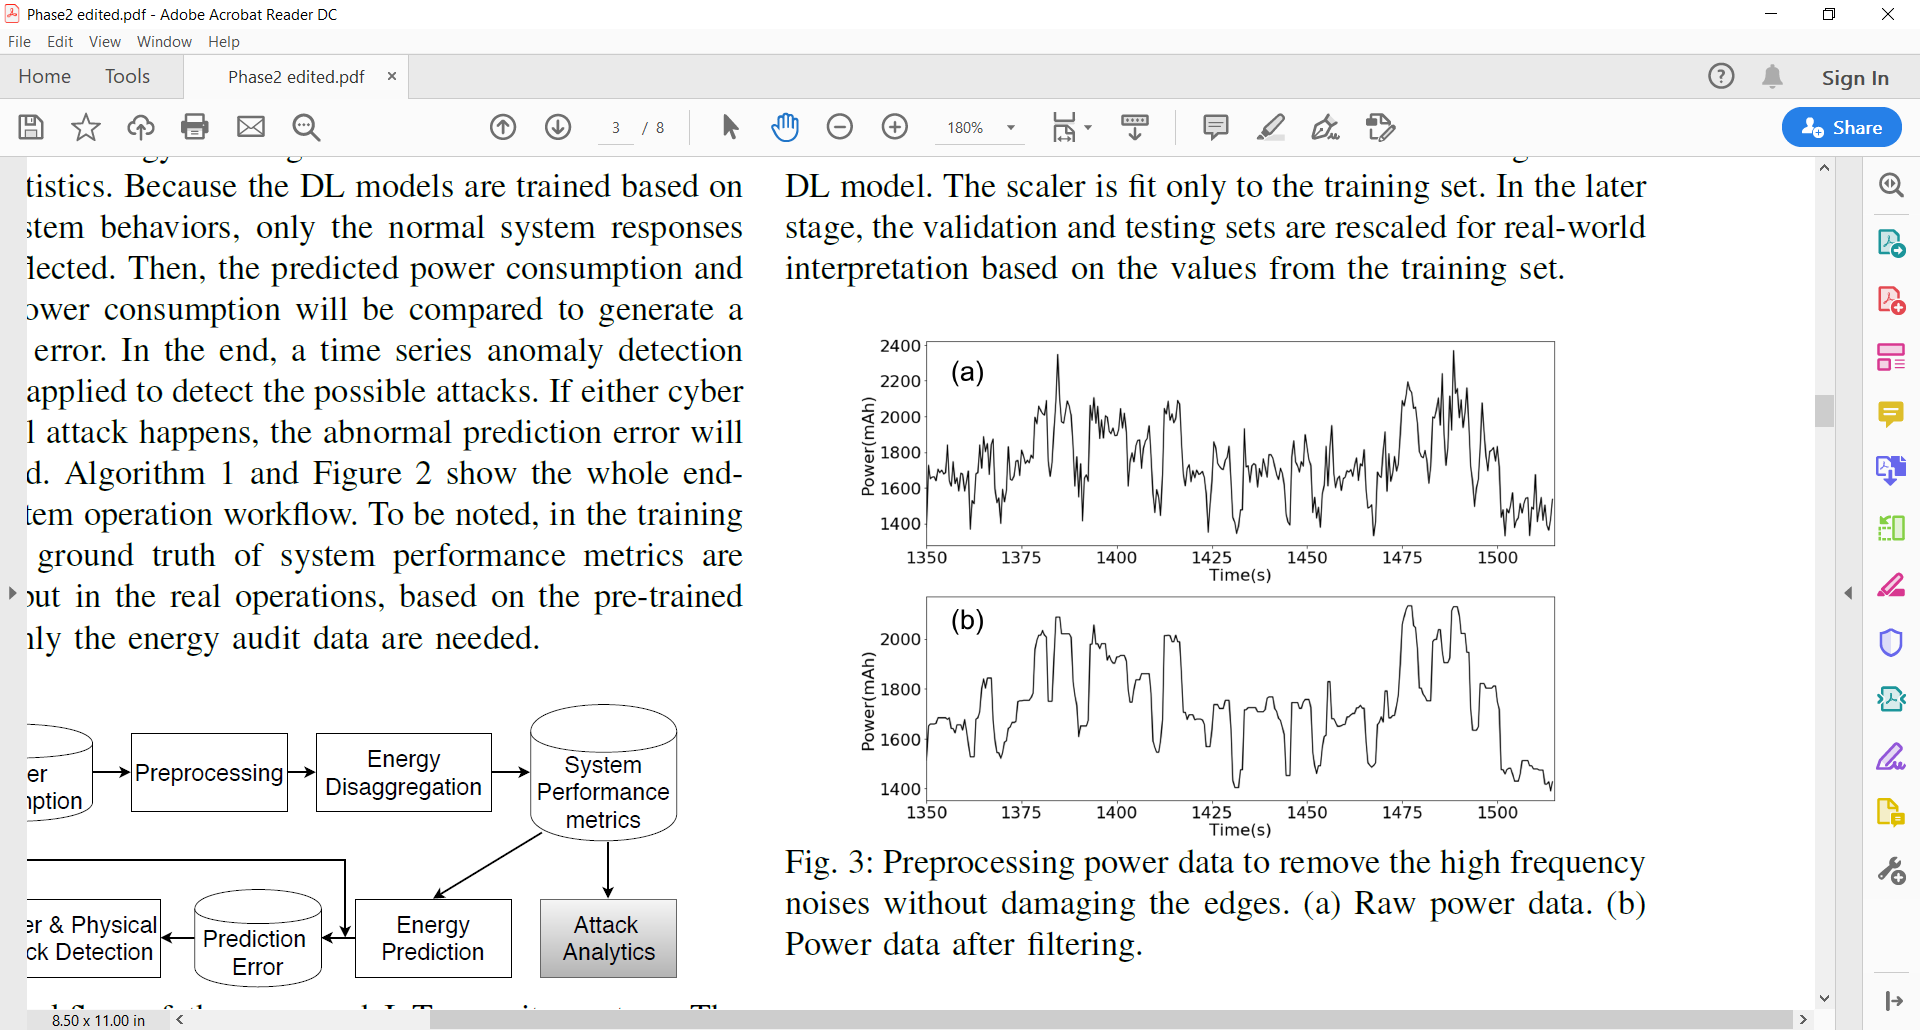 Phase2 edited.pdf - Adobe Acrobat Reader DC
File Edit View Window Help
Home Tools Phase2 edited.pdf × Sign In
3 / 8 180% Share
tistics. Because the DL models are trained based on
stem behaviors, only the normal system responses
flected. Then, the predicted power consumption and
ower consumption will be compared to generate a
error. In the end, a time series anomaly detection
applied to detect the possible attacks. If either cyber
l attack happens, the abnormal prediction error will
d. Algorithm 1 and Figure 2 show the whole end-
tem operation workflow. To be noted, in the training
ground truth of system performance metrics are
out in the real operations, based on the pre-trained
nly the energy audit data are needed.
er
mption
Preprocessing
Energy
Disaggregation
System
Performance
metrics
er & Physical
ck Detection
Prediction
Error
Energy
Prediction
Attack
Analytics
DL model. The scaler is fit only to the training set. In the later
stage, the validation and testing sets are rescaled for real-world
interpretation based on the values from the training set.
(a)
Power(mAh)
2400
2200
2000
1800
1600
1400
1350 1375 1400 1425 1450 1475 1500
Time(s)
(b)
Power(mAh)
2000
1800
1600
1400
1350 1375 1400 1425 1450 1475 1500
Time(s)
Fig. 3: Preprocessing power data to remove the high frequency
noises without damaging the edges. (a) Raw power data. (b)
Power data after filtering.
8.50 x 11.00 in